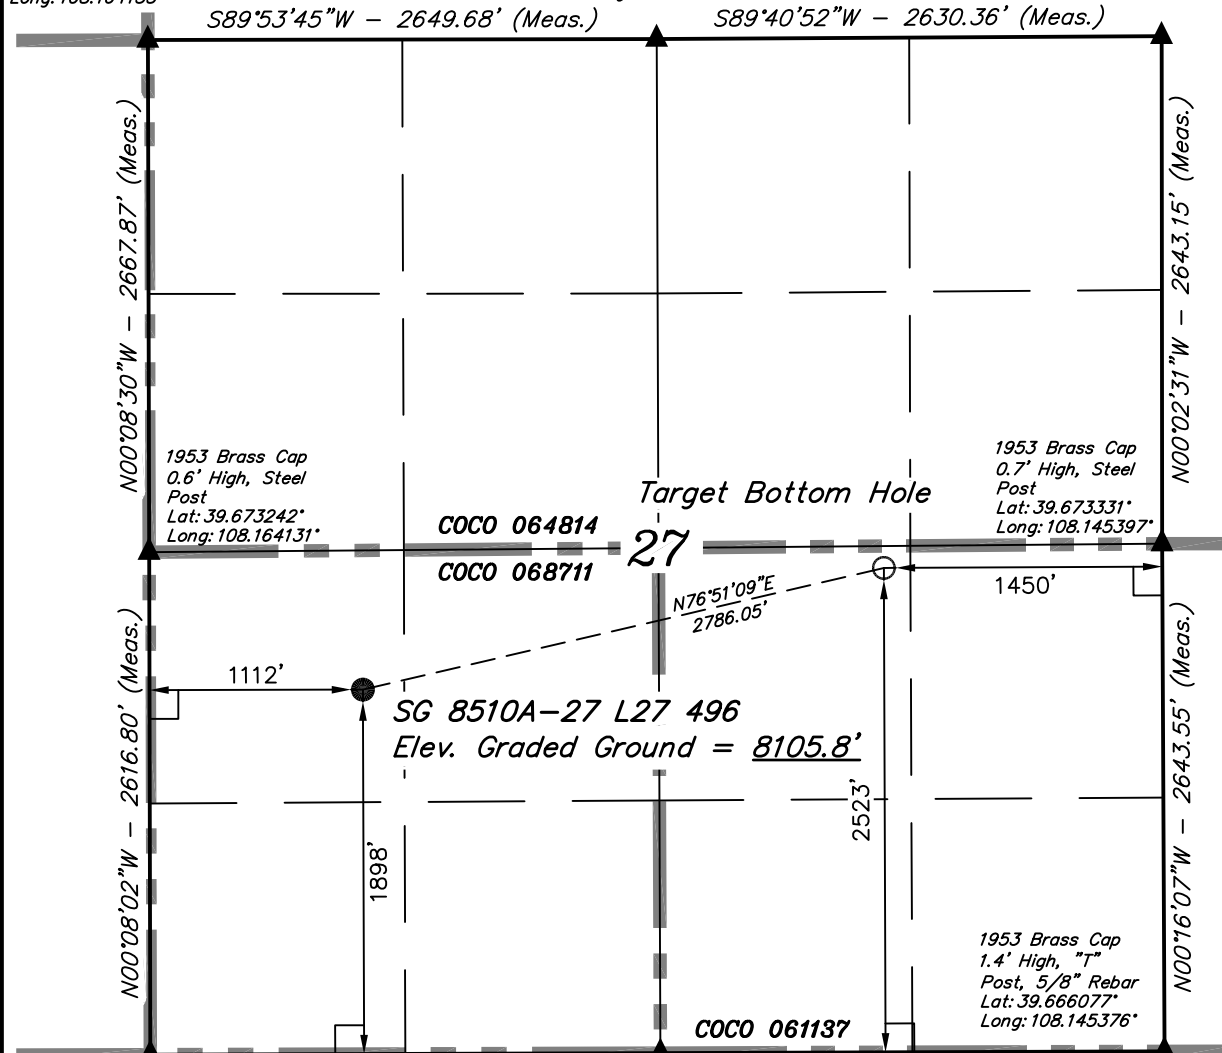 S89°53'45"W - 2649.68' (Meas.)
S89°40'52"W - 2630.36' (Meas.)
N00°08'30"W - 2667.87' (Meas.)
N00°02'31"W - 2643.15' (Meas.)
1953 Brass Cap
0.6' High, Steel
Post
Lat: 39.673242°
Long: 108.164131°
1953 Brass Cap
0.7' High, Steel
Post
Lat: 39.673331°
Long: 108.145397°
Target Bottom Hole
COCO 064814
27
COCO 068711
N76°51'09"E
2786.05'
1450'
1112'
SG 8510A-27 L27 496
Elev. Graded Ground = 8105.8'
N00°08'02"W - 2616.80' (Meas.)
1898'
2523'
N00°16'07"W - 2643.55' (Meas.)
1953 Brass Cap
1.4' High, "T"
Post, 5/8" Rebar
Lat: 39.666077°
Long: 108.145376°
COCO 061137